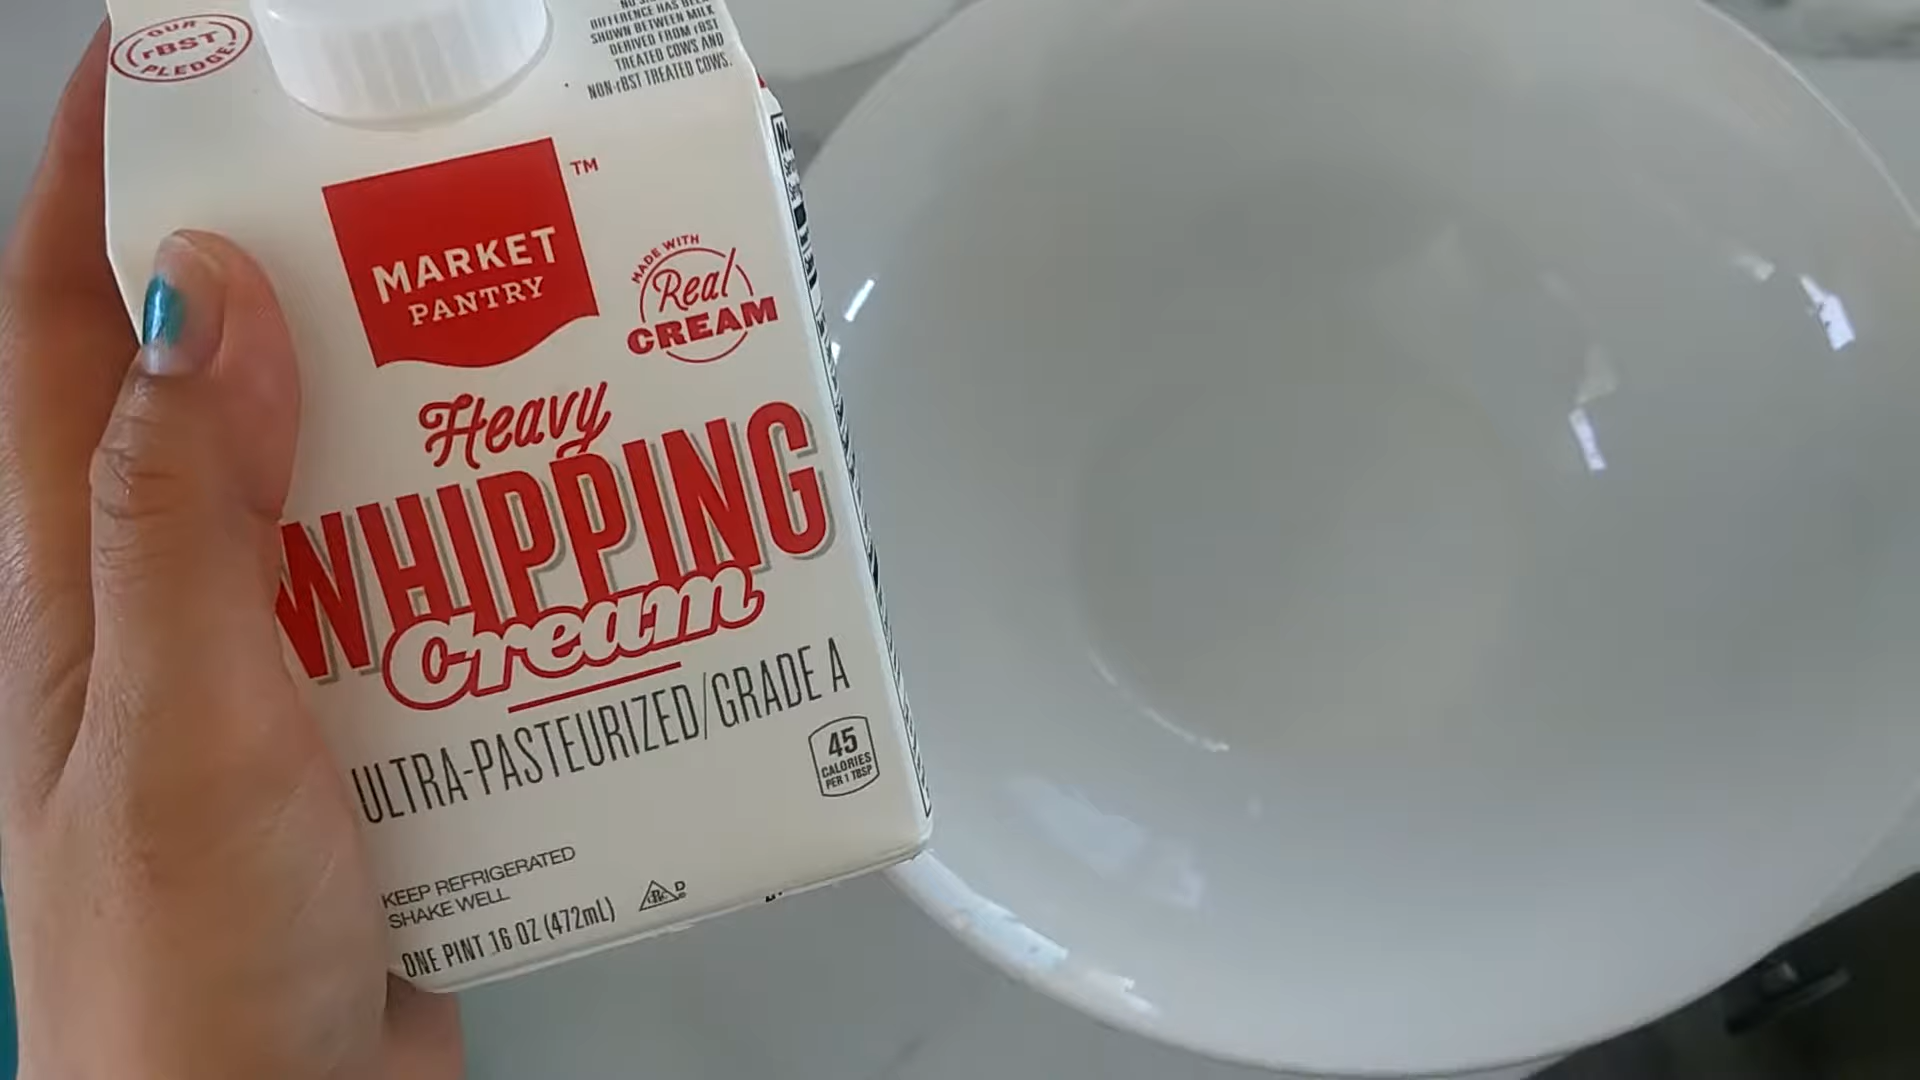 OUR
rBST
PLEDGE
DIFFERENCE HAS BEEN
SHOWN BETWEEN MILK
DERIVED FROM rBST
TREATED COWS AND
NON-rBST TREATED COWS.
MARKET
PANTRY
TM
MADE WITH
Real
CREAM
Heavy
WHIPPING
Cream
ULTRA-PASTEURIZED/GRADE A
45
CALORIES
PER 1 TBSP
KEEP REFRIGERATED
SHAKE WELL
ONE PINT 16 OZ (472mL)
D